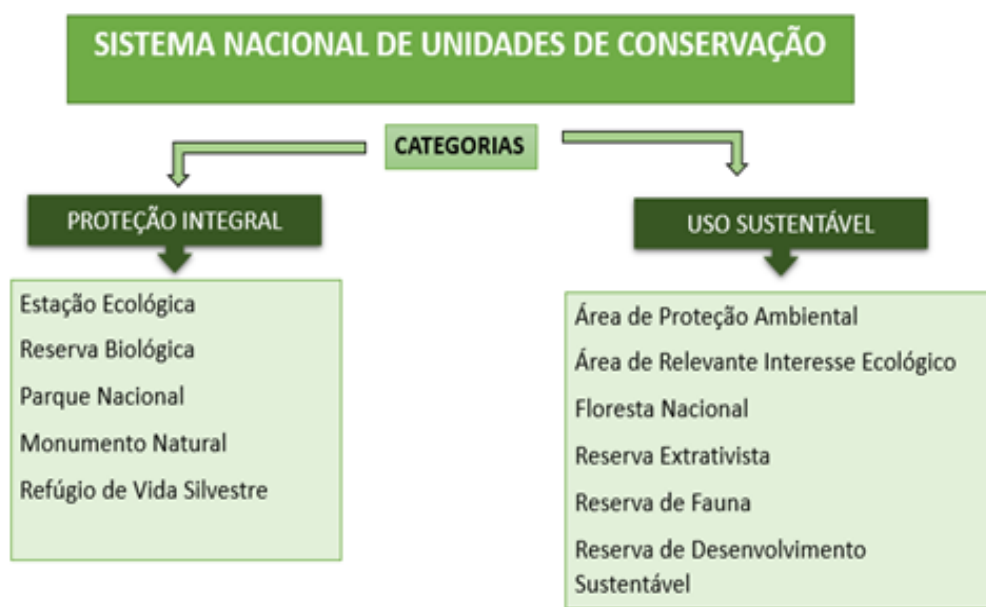 SISTEMA NACIONAL DE UNIDADES DE CONSERVAÇÃO
CATEGORIAS
PROTEÇÃO INTEGRAL
Estação Ecológica
Reserva Biológica
Parque Nacional
Monumento Natural
Refúgio de Vida Silvestre
USO SUSTENTÁVEL
Área de Proteção Ambiental
Área de Relevante Interesse Ecológico
Floresta Nacional
Reserva Extrativista
Reserva de Fauna
Reserva de Desenvolvimento
Sustentável